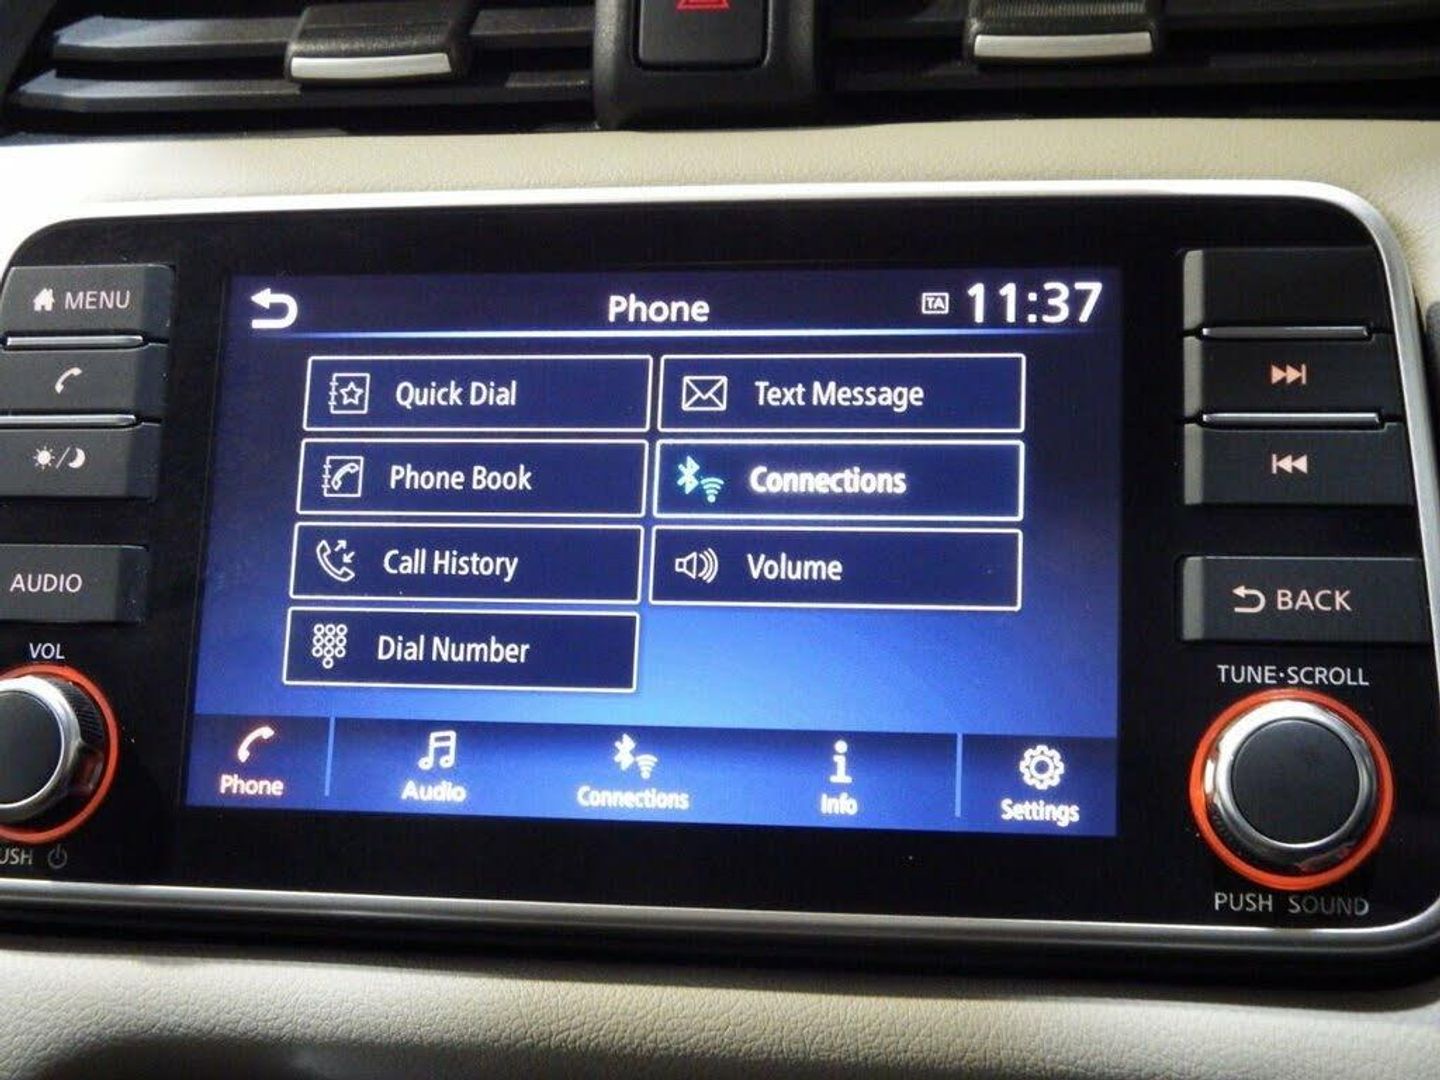 MENU
AUDIO
VOL
USH
Phone
TA 11:37
Quick Dial
Text Message
Phone Book
Connections
Call History
Volume
Dial Number
Phone
Audio
Connections
Info
Settings
BACK
TUNE·SCROLL
PUSH SOUND